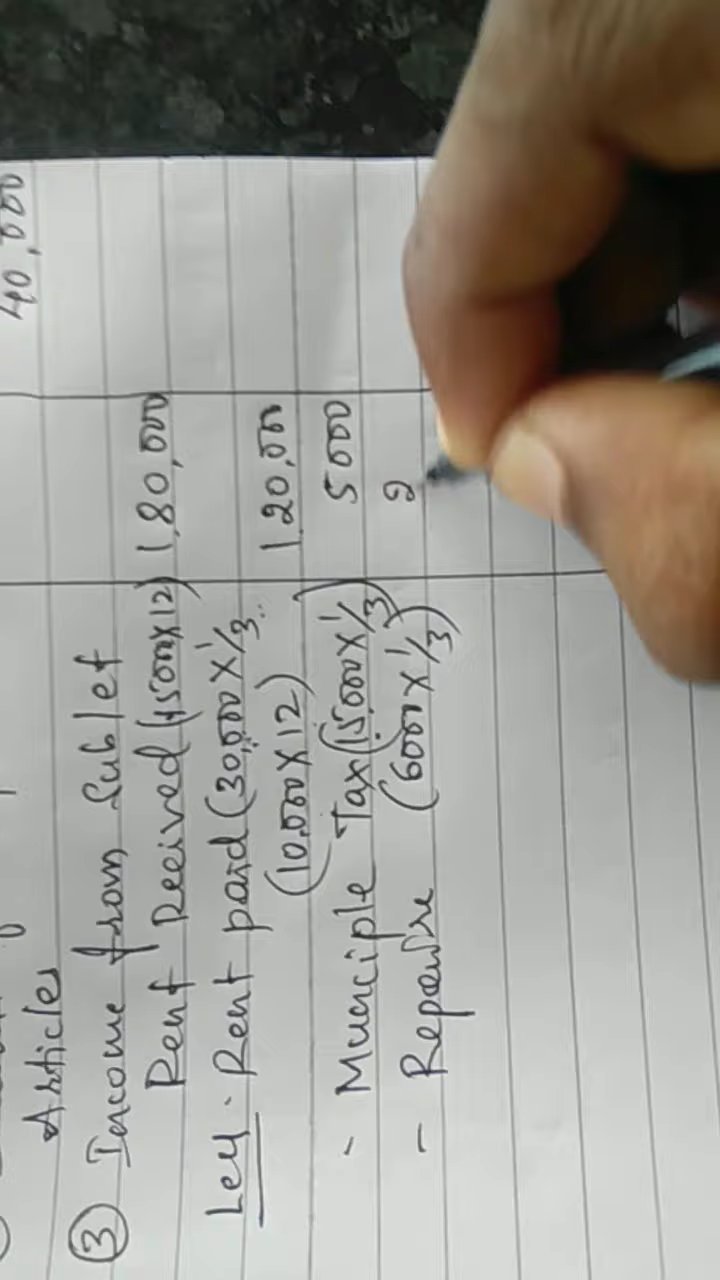 40,000
Articles
③ Income from Sublet
Rent Received (15000X12) 1,80,000
Less. Rent paid (30,000 X 1/3 1,20,000
(10,000 X 12)
- Municiple Tax (15000 X 1/3) 5000
- Repaire (6000 X 1/3) 2